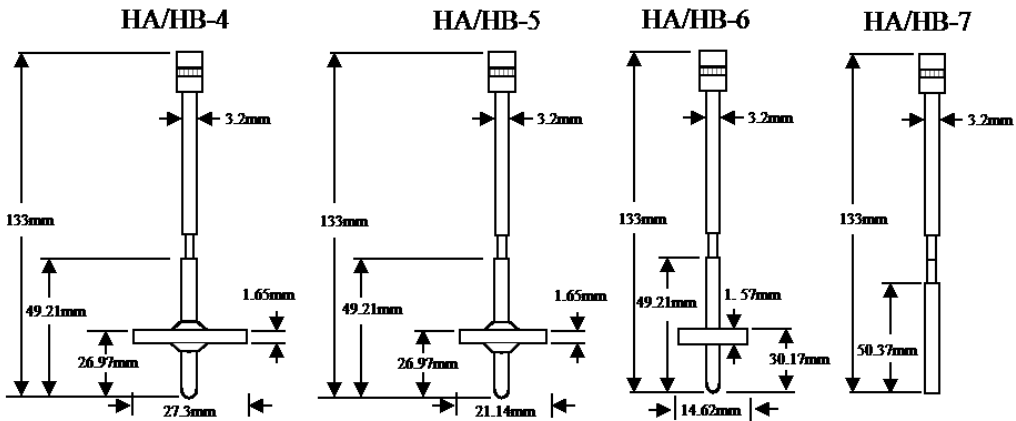 HA/HB-4
HA/HB-5
HA/HB-6
HA/HB-7
3.2mm
3.2mm
3.2mm
3.2mm
133mm
133mm
133mm
133mm
49.21mm
1.65mm
49.21mm
1.65mm
49.21mm
1.57mm
26.97mm
26.97mm
30.17mm
50.37mm
27.3mm
21.14mm
14.62mm